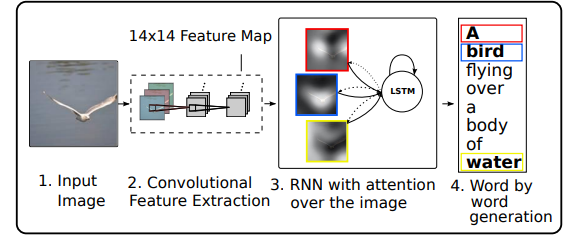 14x14 Feature Map
LSTM
A
bird
flying
over
a
body
of
water
1. Input
Image
2. Convolutional
Feature Extraction
3. RNN with attention
over the image
4. Word by
word
generation